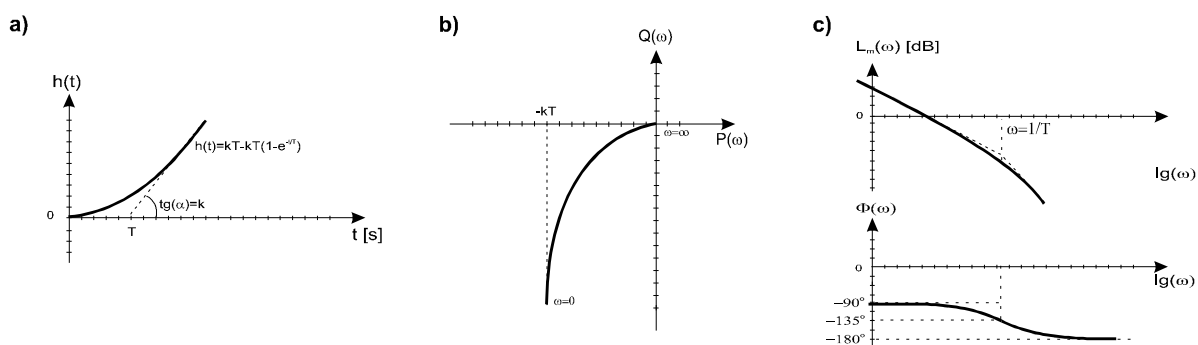 a)
h(t)
h(t)=kT-kT(1-e^-t/T)
tg(α)=k
0
T
t [s]
b)
Q(ω)
-kT
ω=∞
P(ω)
ω=0
c)
Lm(ω) [dB]
0
ω=1/T
lg(ω)
Φ(ω)
0
lg(ω)
−90°
−135°
−180°